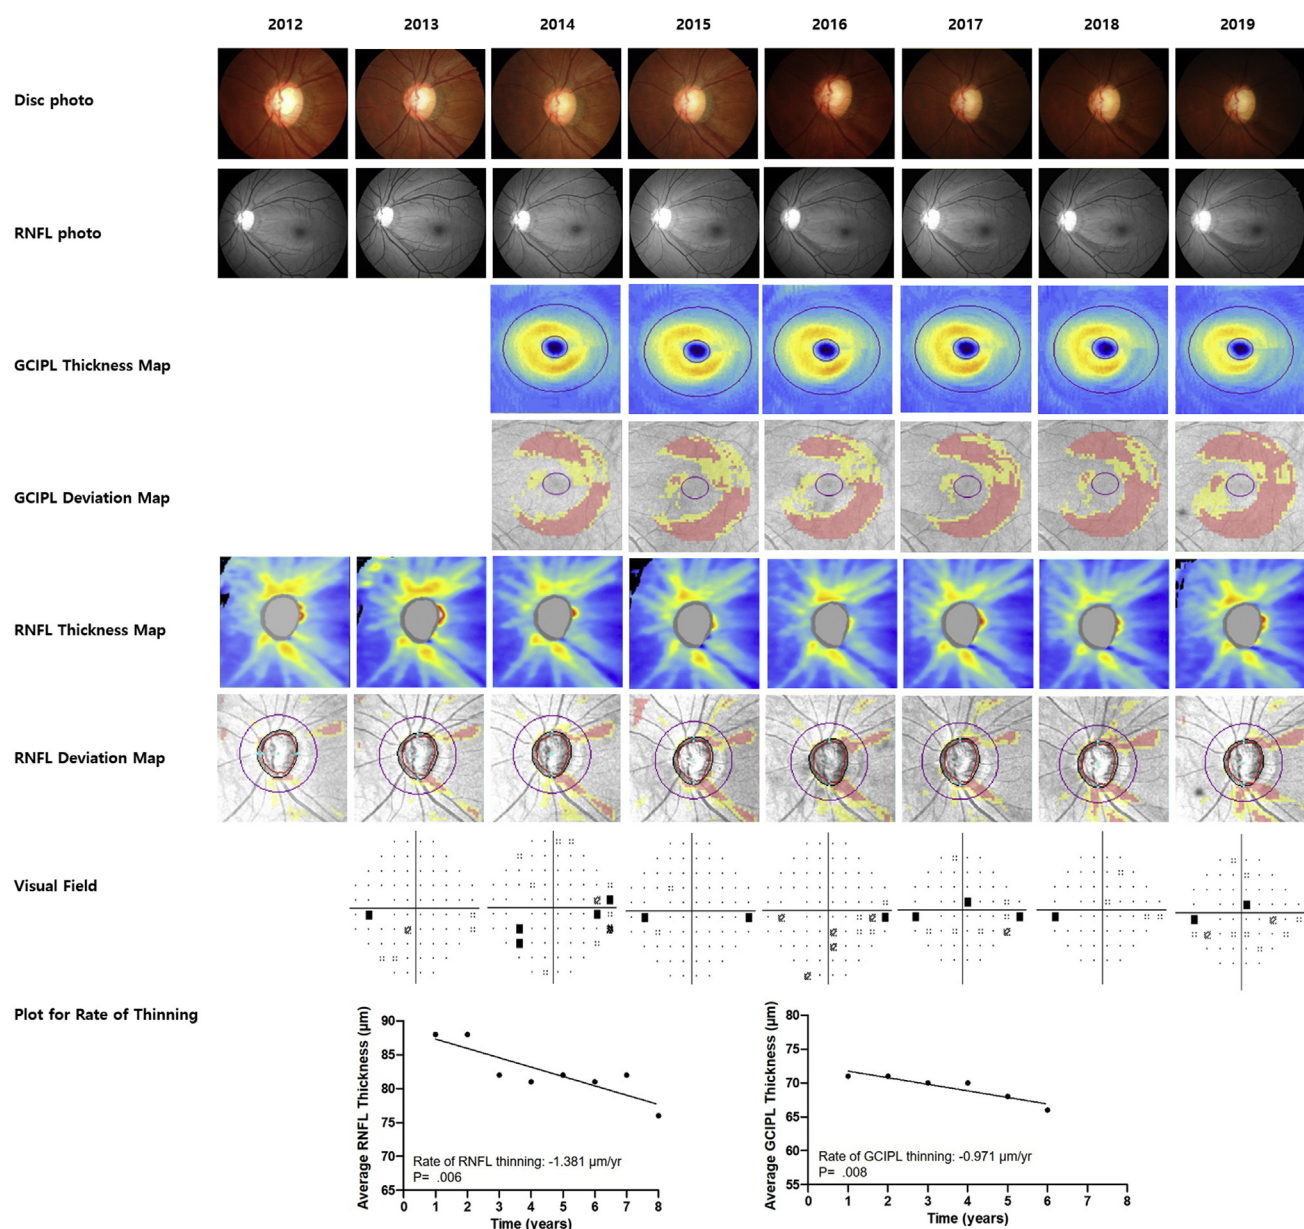 2012 2013 2014 2015 2016 2017 2018 2019
Disc photo
RNFL photo
GCIPL Thickness Map
GCIPL Deviation Map
RNFL Thickness Map
RNFL Deviation Map
Visual Field
Plot for Rate of Thinning
Average RNFL Thickness (µm)
90
85
80
75
70
65
Rate of RNFL thinning: -1.381 µm/yr
P= .006
0 1 2 3 4 5 6 7 8
Time (years)
Average GCIPL Thickness (µm)
80
75
70
65
60
55
Rate of GCIPL thinning: -0.971 µm/yr
P= .008
0 1 2 3 4 5 6 7 8
Time (years)